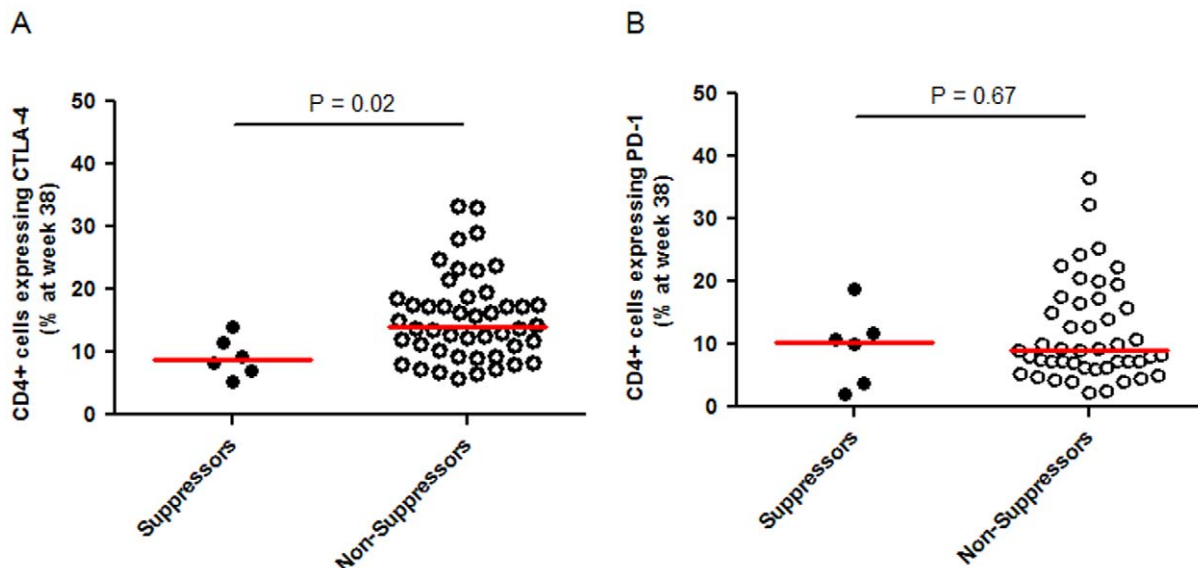 A
CD4+ cells expressing CTLA-4
(% at week 38)
50
40
30
20
10
0
P = 0.02
Suppressors
Non-Suppressors
B
CD4+ cells expressing PD-1
(% at week 38)
50
40
30
20
10
0
P = 0.67
Suppressors
Non-Suppressors